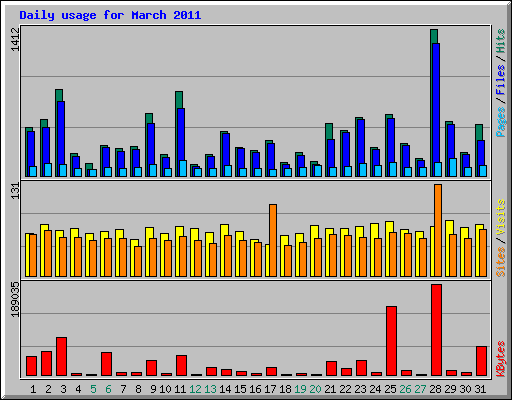 Daily usage for March 2011
1412
Pages / Files / Hits
131
Sites / Visits
189035
KBytes
1 2 3 4 5 6 7 8 9 10 11 12 13 14 15 16 17 18 19 20 21 22 23 24 25 26 27 28 29 30 31